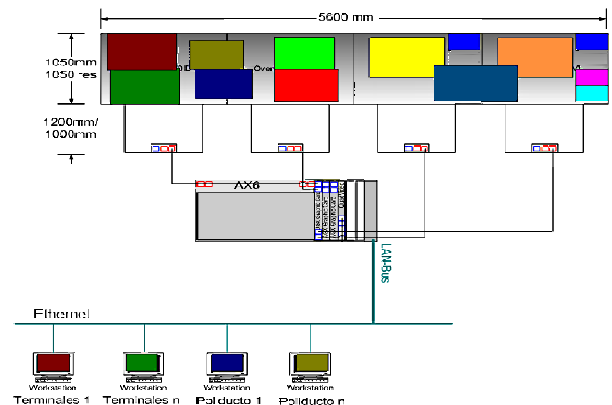 5600 mm
1050mm
1050 res
Over
1200mm/
1000mm
AX6
LAN-Bus
Ethernet
Workstation
Terminales 1
Workstation
Terminales n
Workstation
Poliducto 1
Workstation
Poliducto n